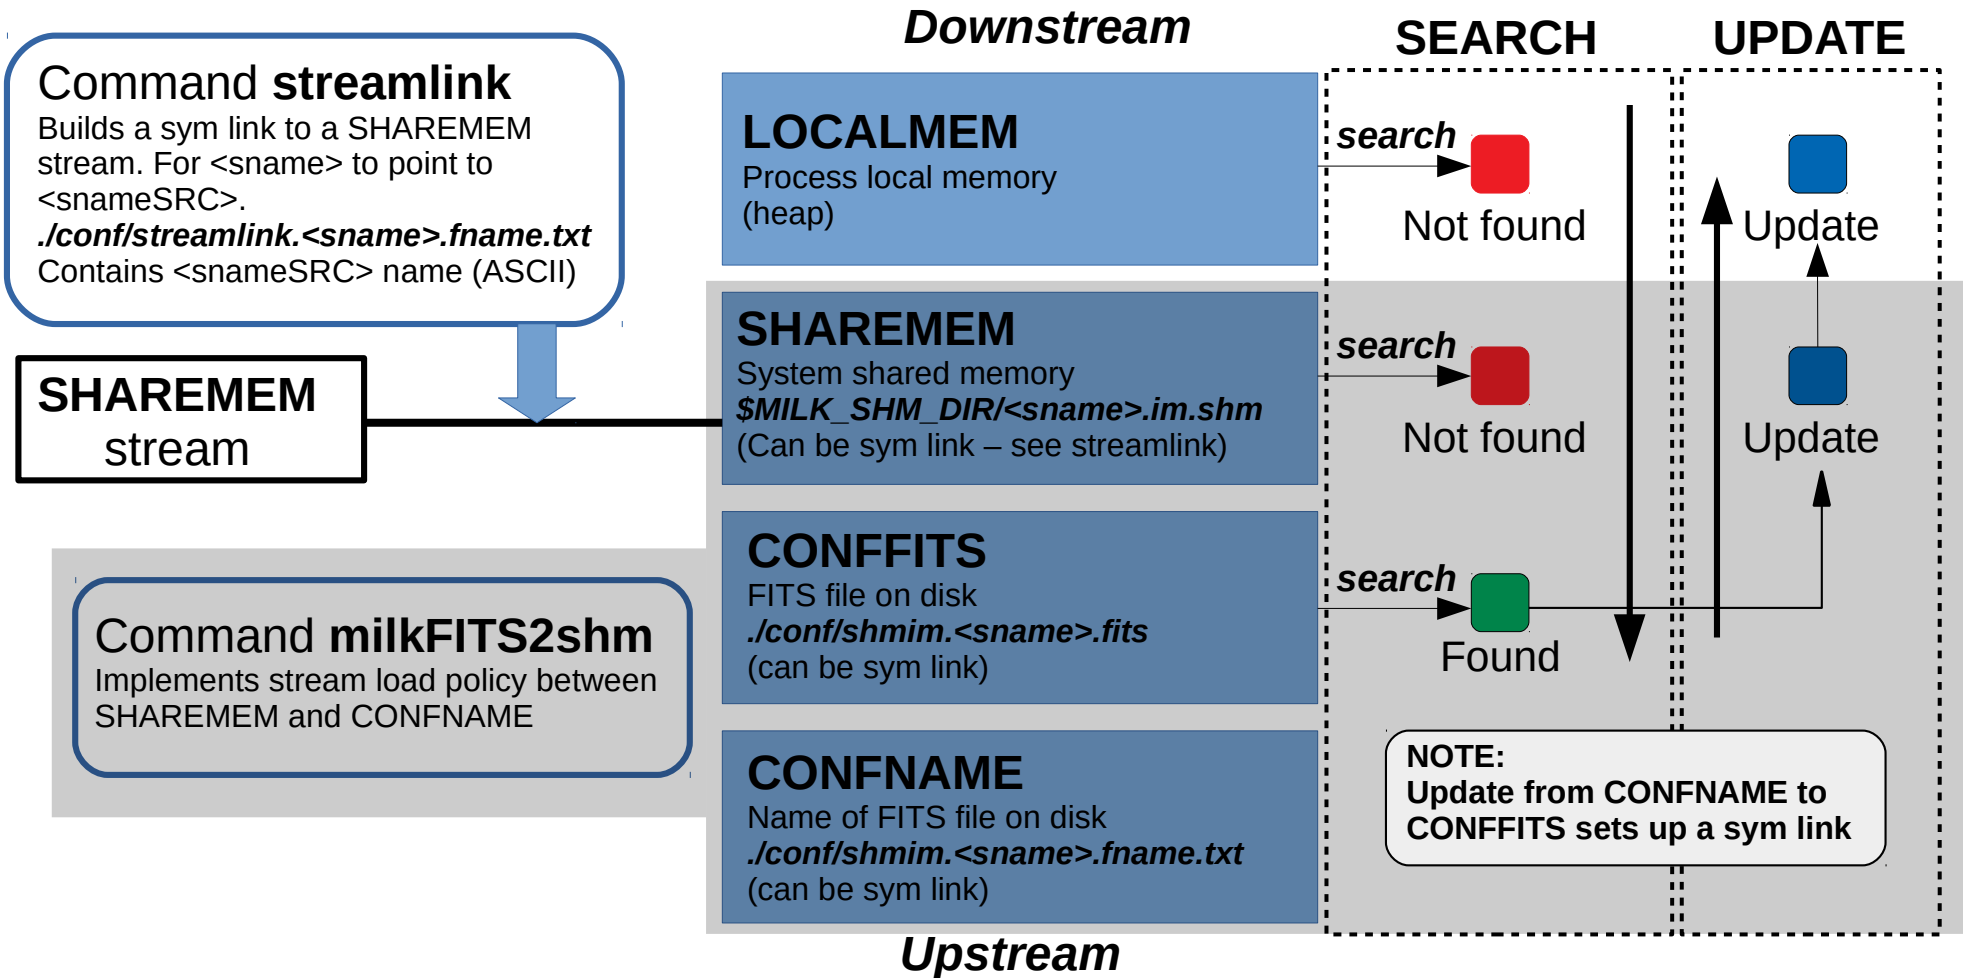 Downstream
SEARCH
UPDATE
Command streamlink
Builds a sym link to a SHAREMEM
stream. For <sname> to point to
<snameSRC>.
./conf/streamlink.<sname>.fname.txt
Contains <snameSRC> name (ASCII)
LOCALMEM
Process local memory
(heap)
search
Not found
Update
SHAREMEM
stream
SHAREMEM
System shared memory
$MILK_SHM_DIR/<sname>.im.shm
(Can be sym link – see streamlink)
search
Not found
Update
CONFFITS
FITS file on disk
./conf/shmim.<sname>.fits
(can be sym link)
search
Found
Command milkFITS2shm
Implements stream load policy between
SHAREMEM and CONFNAME
CONFNAME
Name of FITS file on disk
./conf/shmim.<sname>.fname.txt
(can be sym link)
NOTE:
Update from CONFNAME to
CONFFITS sets up a sym link
Upstream